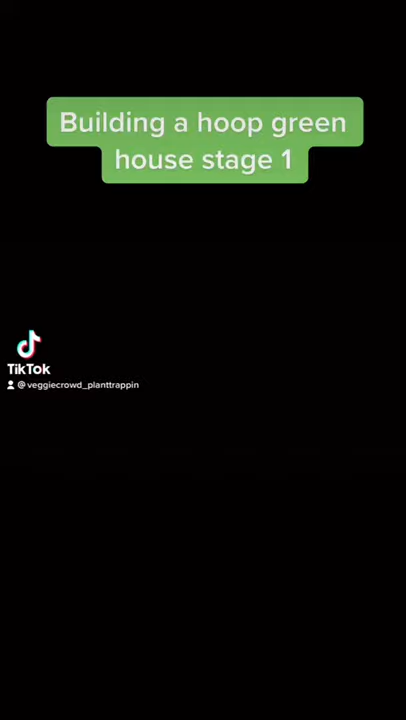 Building a hoop green
house stage 1
TikTok
@veggiecrowd_planttrappin